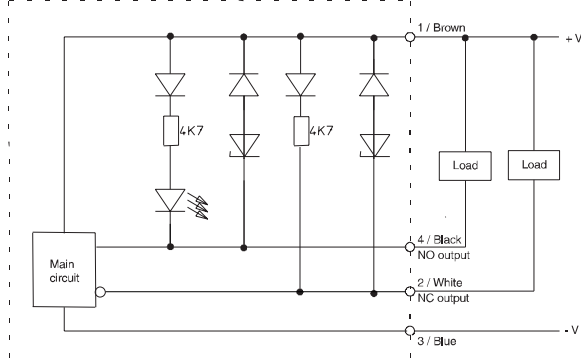 1 / Brown
+ V
4K7
4K7
Load
Load
4 / Black
NO output
Main
circuit
2 / White
NC output
- V
3 / Blue